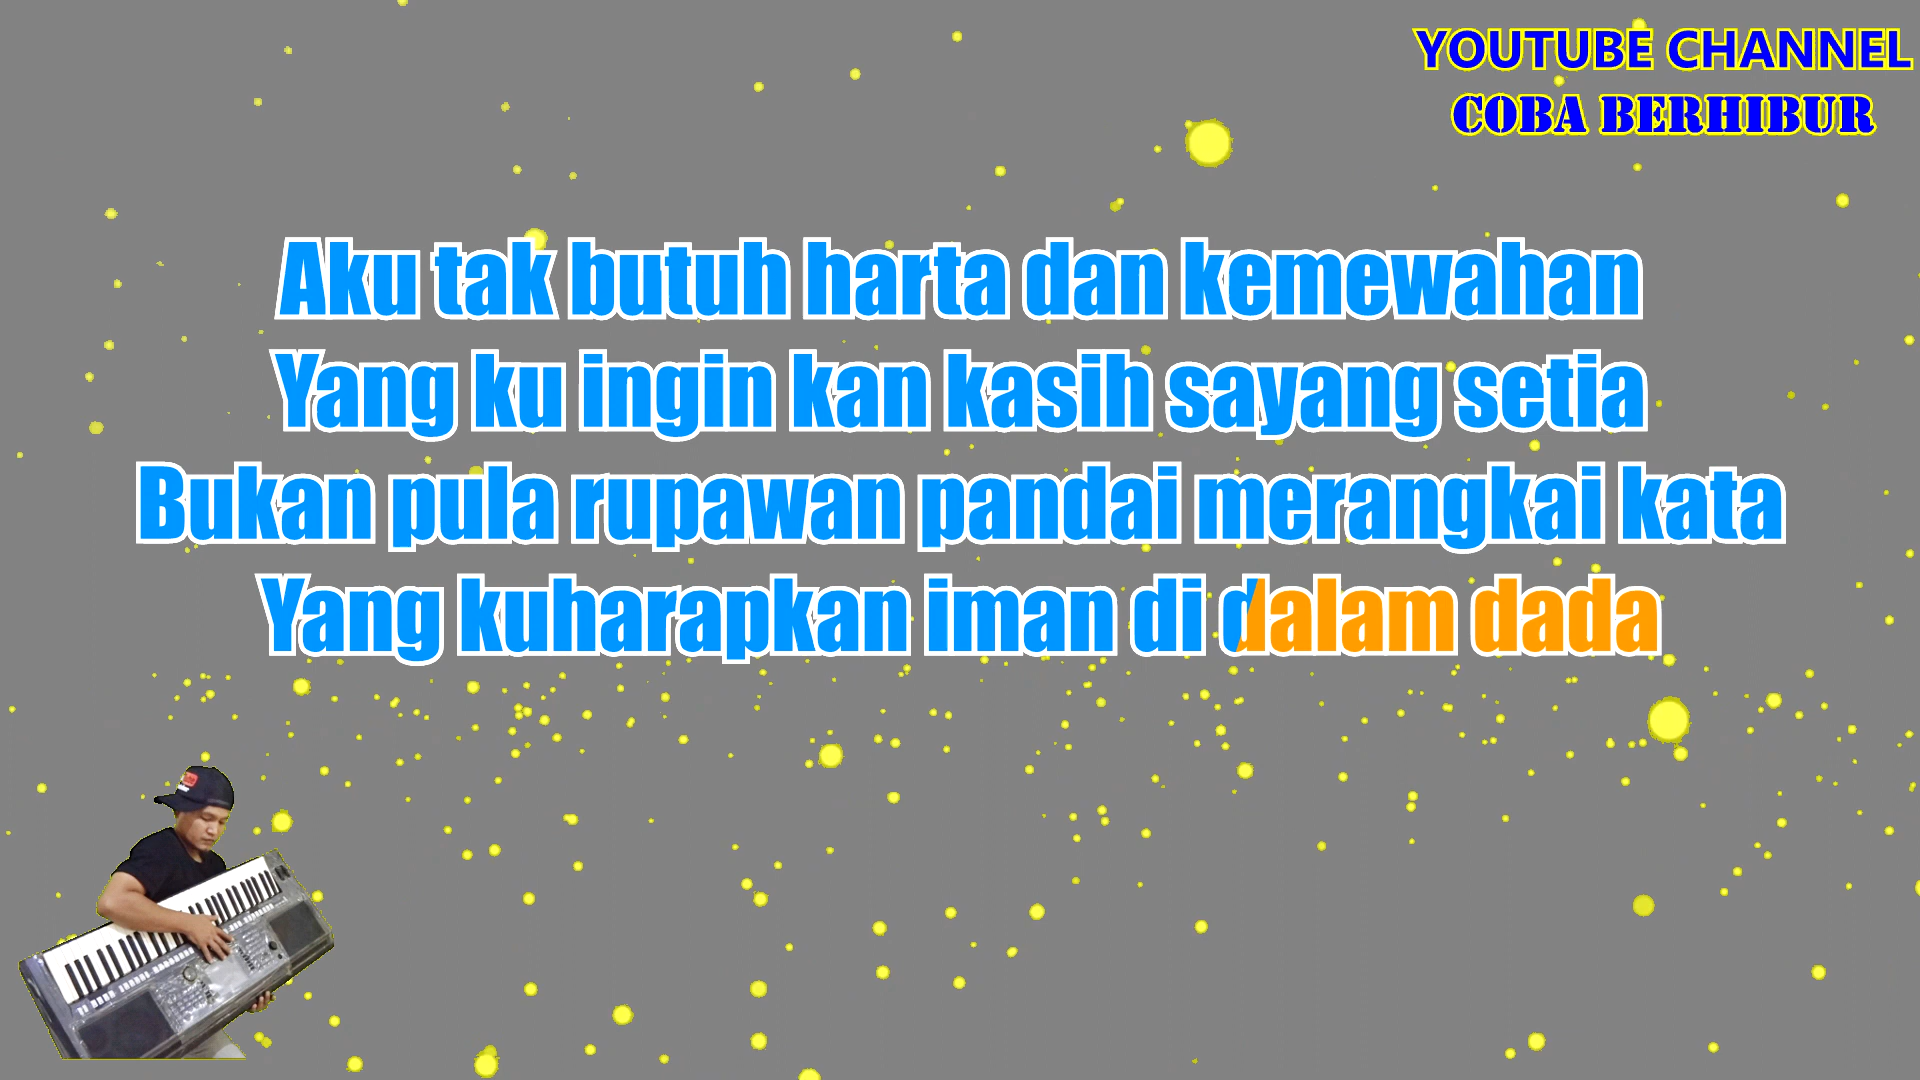 YOUTUBE CHANNEL
COBA BERHIBUR
Aku tak butuh harta dan kemewahan
Yang ku ingin kan kasih sayang setia
Bukan pula rupawan pandai merangkai kata
Yang kuharapkan iman di dalam dada